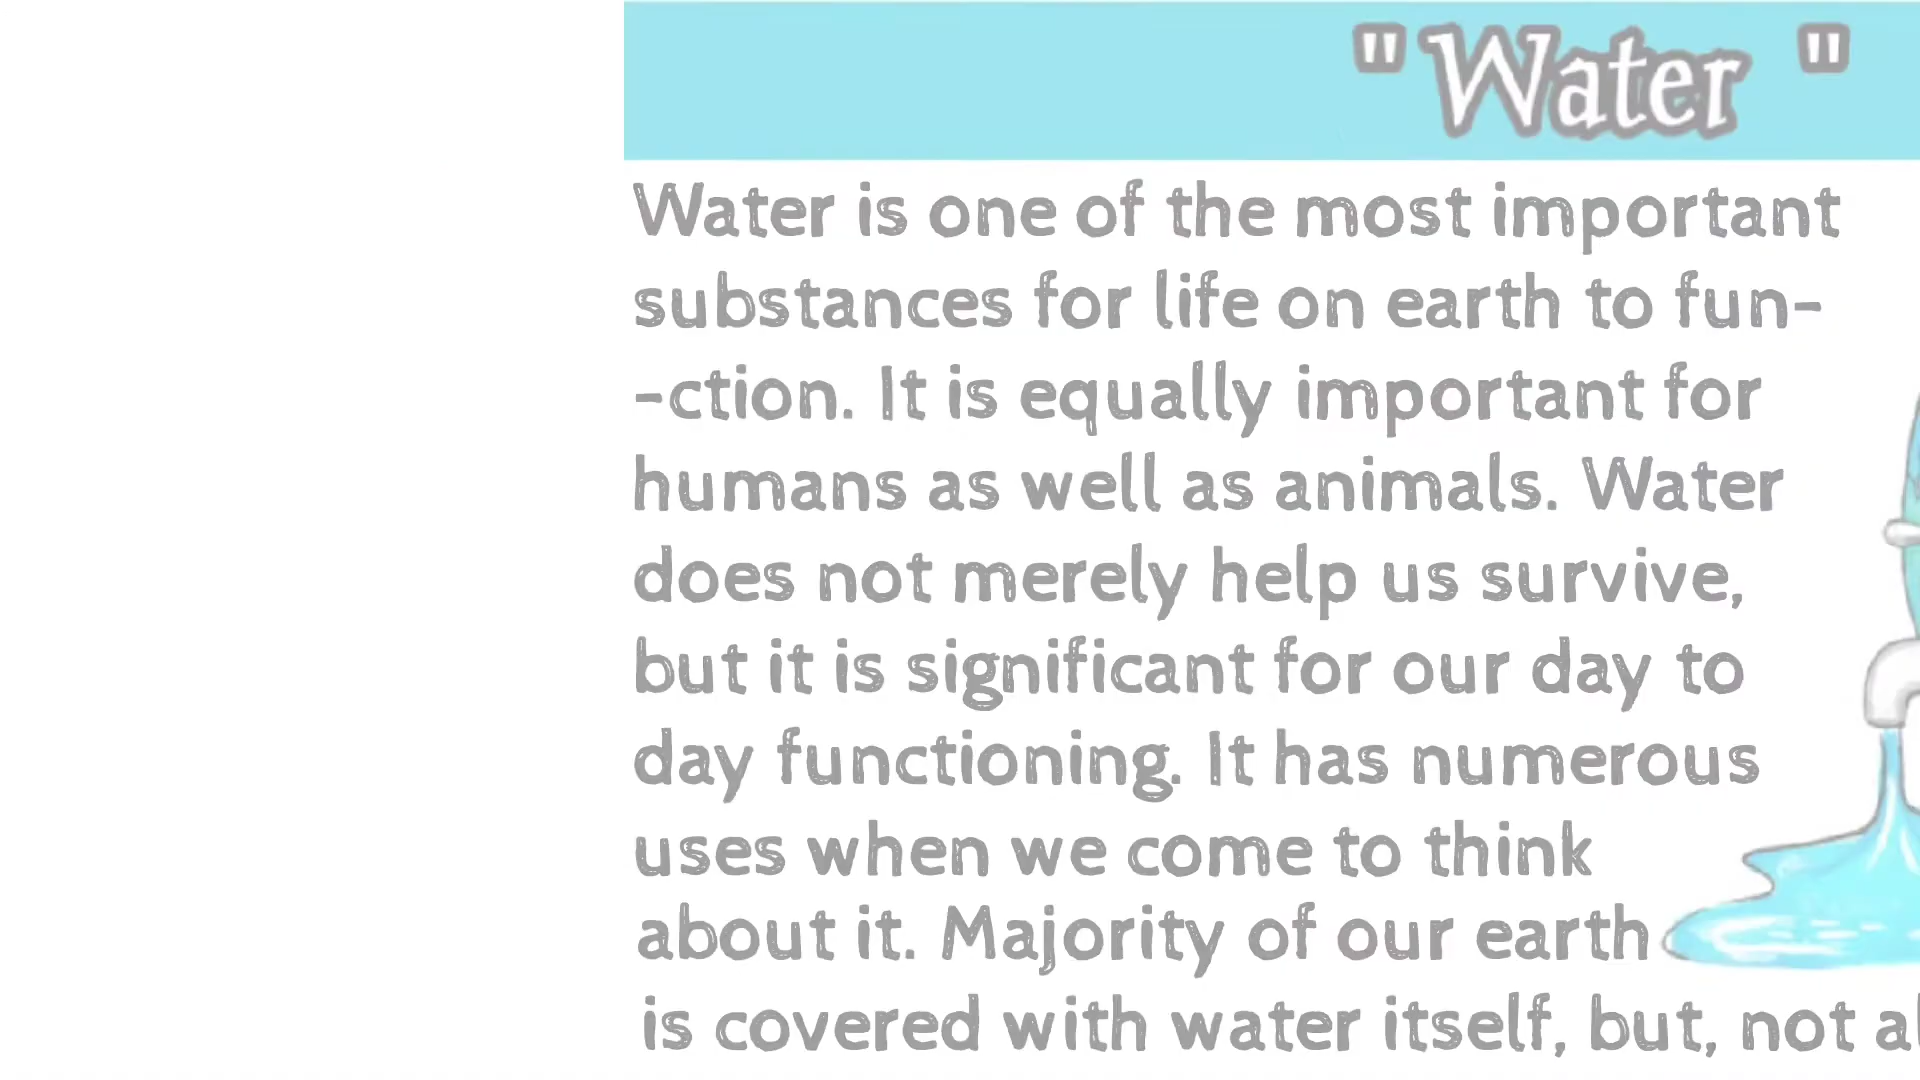 "Water "
Water is one of the most important
substances for life on earth to fun-
-ction. It is equally important for
humans as well as animals. Water
does not merely help us survive,
but it is significant for our day to
day functioning. It has numerous
uses when we come to think
about it. Majority of our earth
is covered with water itself, but, not